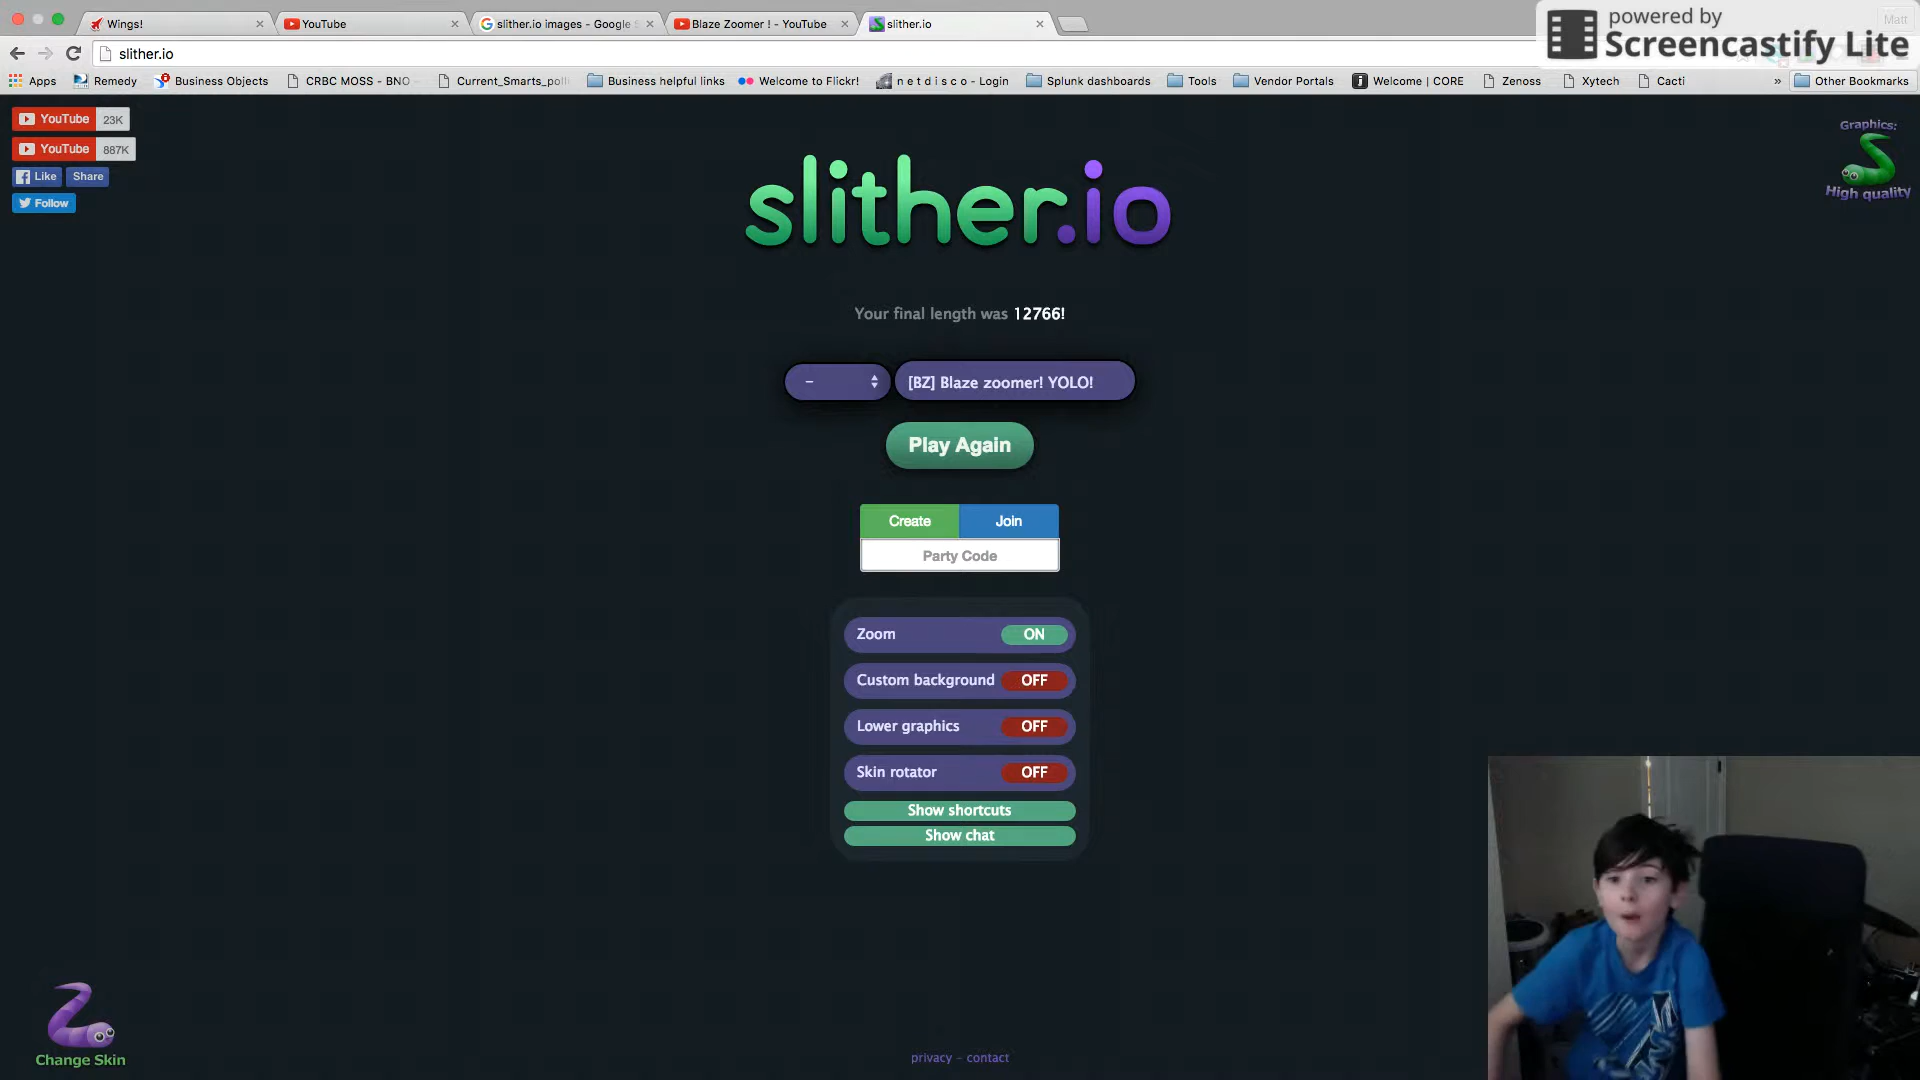 Wings!
YouTube
slither.io images - Google S
Blaze Zoomer ! - YouTube
slither.io
Matt
powered by
Screencastify Lite
slither.io
Apps
Remedy
Business Objects
CRBC MOSS - BNO
Current_Smarts_poll
Business helpful links
Welcome to Flickr!
n e t d i s c o - Login
Splunk dashboards
Tools
Vendor Portals
Welcome | CORE
Zenoss
Xytech
Cacti
»
Other Bookmarks
YouTube 23K
YouTube 887K
Like Share
Follow
Graphics:
High quality
slither.io
Your final length was 12766!
–
[BZ] Blaze zoomer! YOLO!
Play Again
Create Join
Party Code
Zoom ON
Custom background OFF
Lower graphics OFF
Skin rotator OFF
Show shortcuts
Show chat
Change Skin
privacy - contact